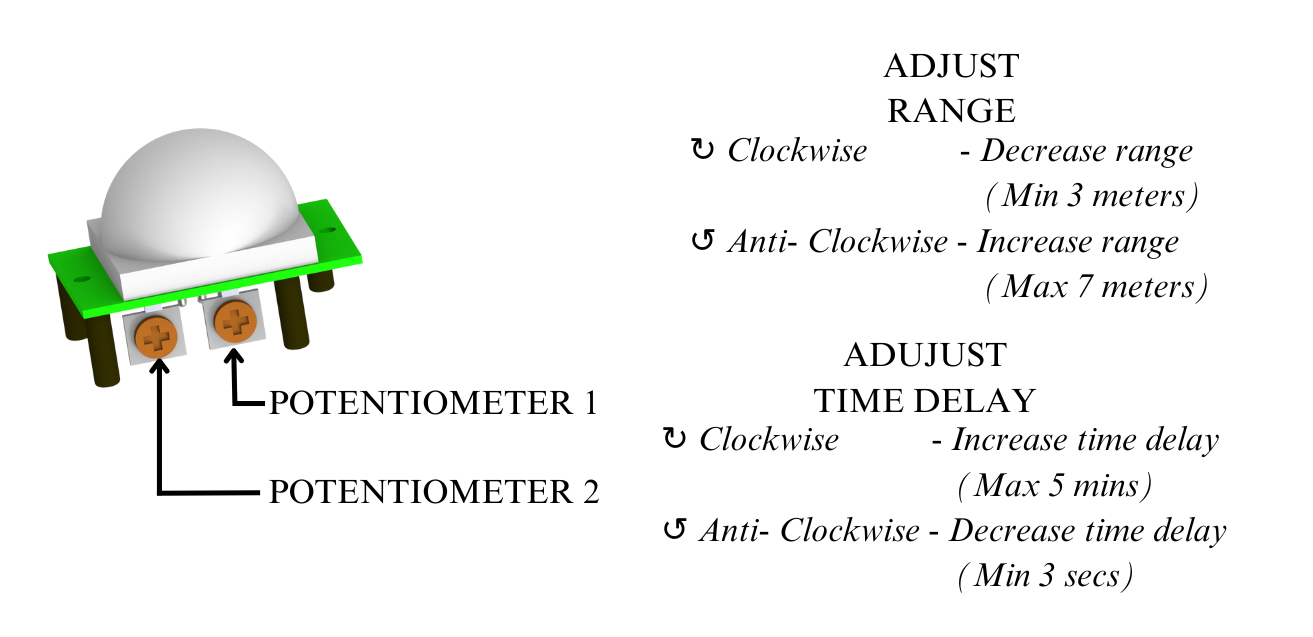 POTENTIOMETER 1
POTENTIOMETER 2
ADJUST
RANGE
↻ Clockwise - Decrease range
(Min 3 meters)
↺ Anti- Clockwise - Increase range
(Max 7 meters)
ADUJUST
TIME DELAY
↻ Clockwise - Increase time delay
(Max 5 mins)
↺ Anti- Clockwise - Decrease time delay
(Min 3 secs)